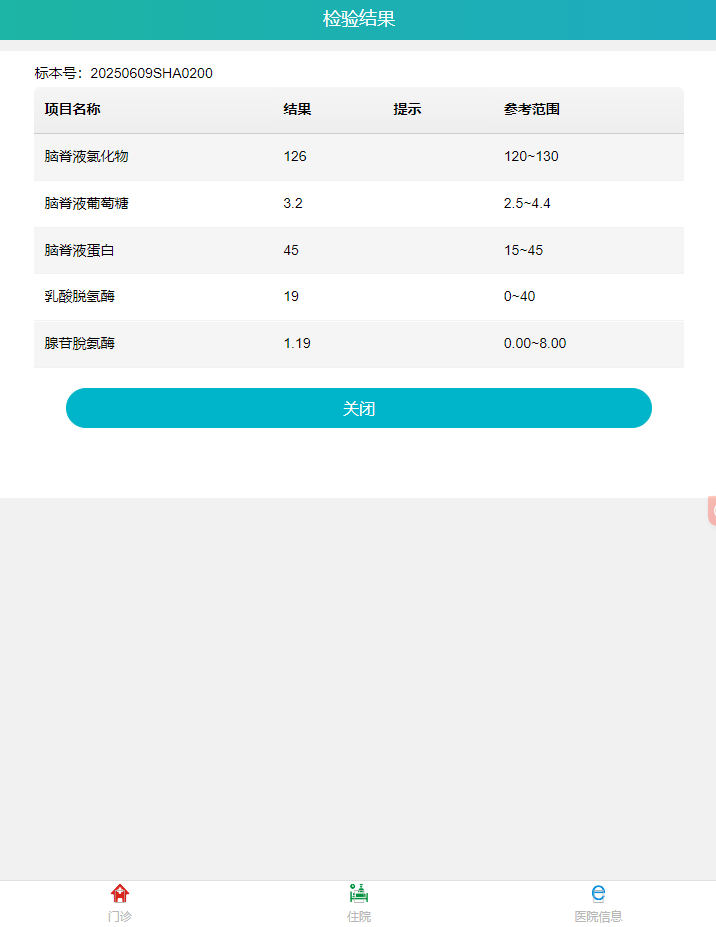 检验结果
标本号：20250609SHA0200
项目名称 结果 提示 参考范围
脑脊液氯化物 126 120~130
脑脊液葡萄糖 3.2 2.5~4.4
脑脊液蛋白 45 15~45
乳酸脱氢酶 19 0~40
腺苷脱氨酶 1.19 0.00~8.00
关闭
门诊 住院 医院信息